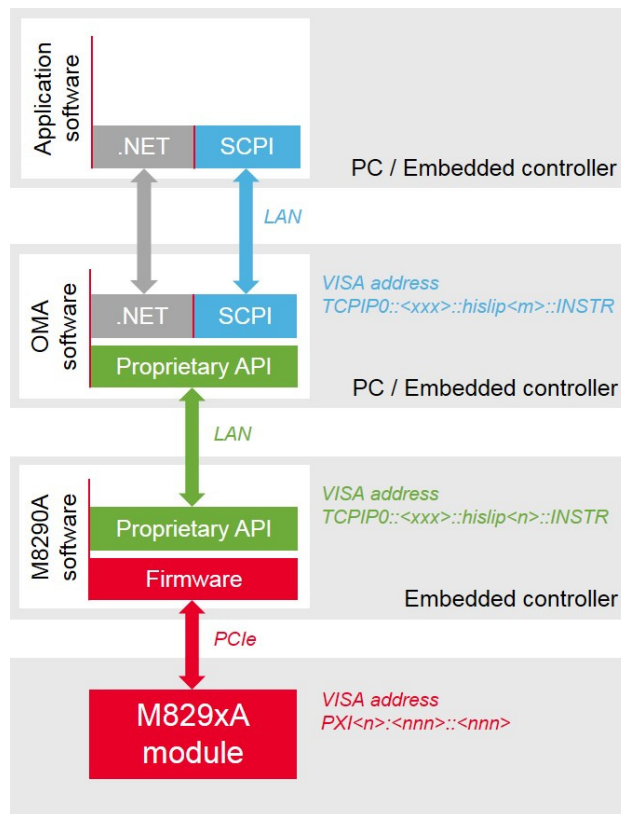 Application
software
.NET
SCPI
PC / Embedded controller
LAN
OMA
software
.NET
SCPI
Proprietary API
VISA address
TCPIP0::<xxx>::hislip<m>::INSTR
PC / Embedded controller
LAN
M8290A
software
Proprietary API
Firmware
VISA address
TCPIP0::<xxx>::hislip<n>::INSTR
Embedded controller
PCIe
M829xA
module
VISA address
PXI<n>:<nnn>::<nnn>